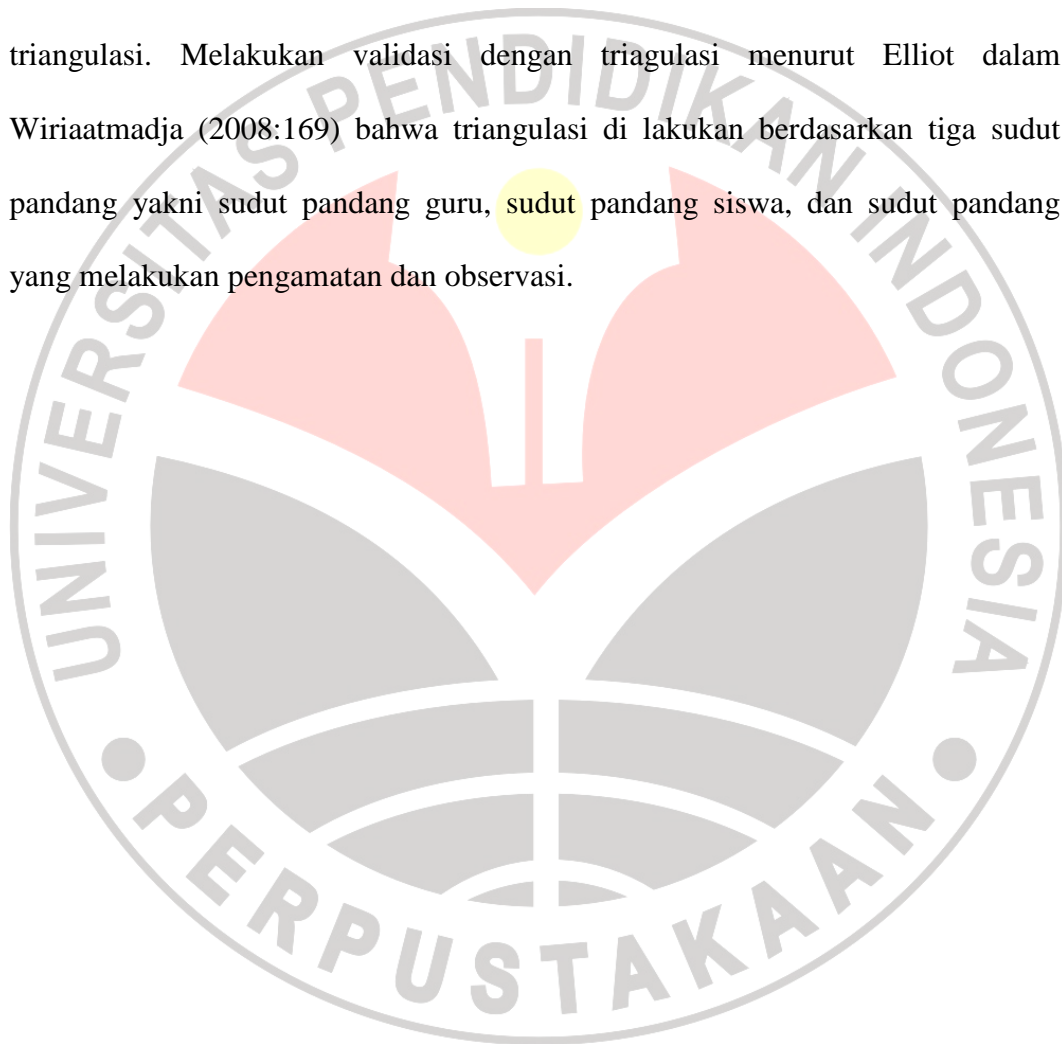 triangulasi. Melakukan validasi dengan triagulasi menurut Elliot dalam
Wiriaatmadja (2008:169) bahwa triangulasi di lakukan berdasarkan tiga sudut
pandang yakni sudut pandang guru, sudut pandang siswa, dan sudut pandang
yang melakukan pengamatan dan observasi.
UNIVERSITAS PENDIDIKAN INDONESIA
PERPUSTAKAAN